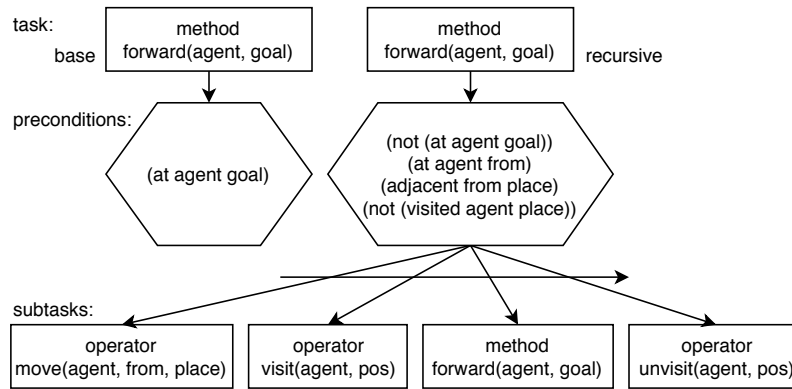 task:
method
forward(agent, goal)
base
method
forward(agent, goal)
recursive
preconditions:
(at agent goal)
(not (at agent goal))
(at agent from)
(adjacent from place)
(not (visited agent place))
subtasks:
operator
move(agent, from, place)
operator
visit(agent, pos)
method
forward(agent, goal)
operator
unvisit(agent, pos)